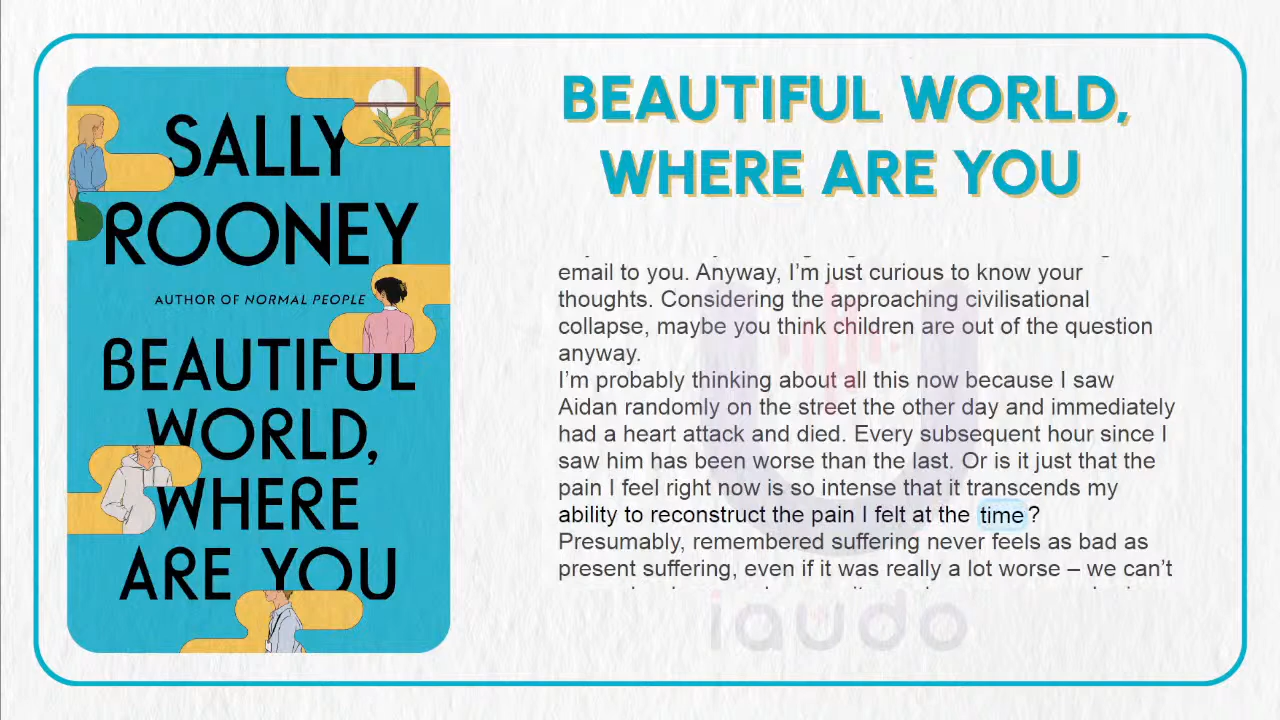 SALLY
ROONEY
AUTHOR OF NORMAL PEOPLE
BEAUTIFUL
WORLD,
WHERE
ARE YOU
BEAUTIFUL WORLD,
WHERE ARE YOU
email to you. Anyway, I’m just curious to know your
thoughts. Considering the approaching civilisational
collapse, maybe you think children are out of the question
anyway.
I’m probably thinking about all this now because I saw
Aidan randomly on the street the other day and immediately
had a heart attack and died. Every subsequent hour since I
saw him has been worse than the last. Or is it just that the
pain I feel right now is so intense that it transcends my
ability to reconstruct the pain I felt at the time?
Presumably, remembered suffering never feels as bad as
present suffering, even if it was really a lot worse – we can’t
iaudo